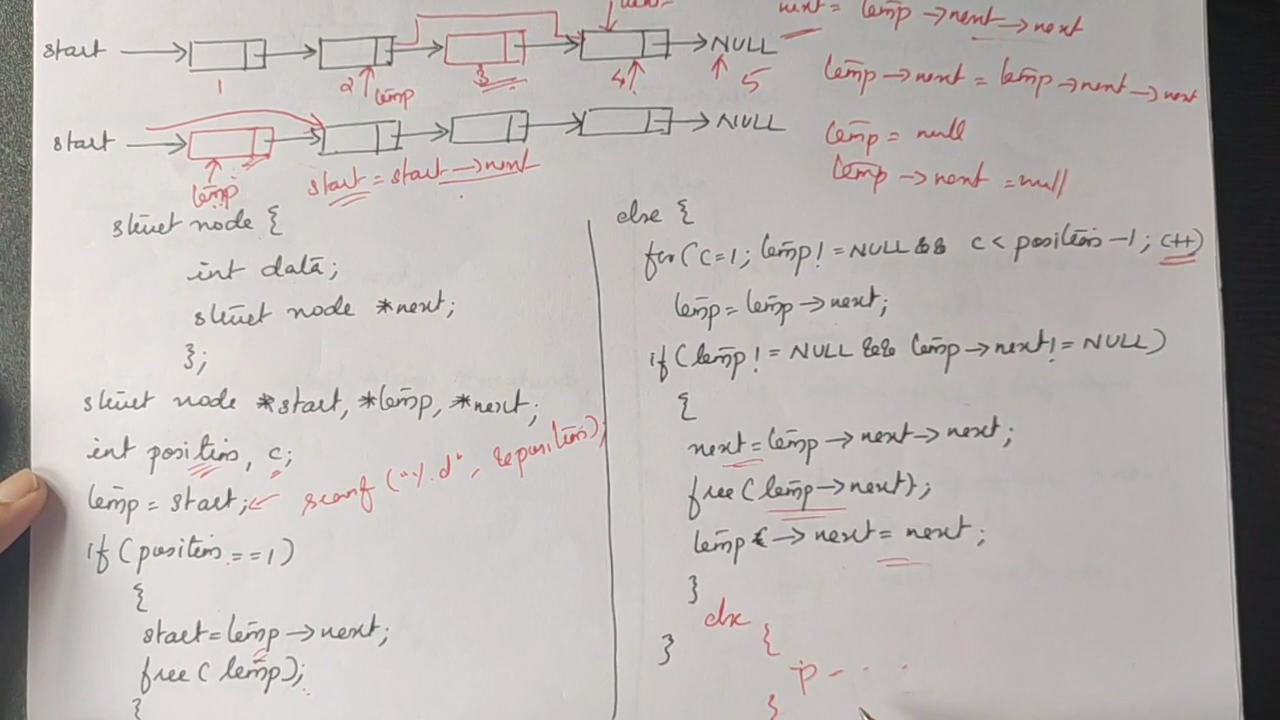 next = temp → next → next
start → → → → NULL
1 2 temp 3 4 5
temp → next = temp → next → next
start → → → → NULL
temp = null
temp start = start → next
temp → next = null
struct node {
int data;
struct node *next;
};
struct node *start, *temp, *next;
int position, c;
temp = start; ← scanf ("%d", &position);
if (position == 1)
{
start = temp → next;
free ( temp);
}
else {
for ( c=1; temp != NULL && c < position -1; c++)
temp = temp → next;
if (temp != NULL && temp → next != NULL)
{
next = temp → next → next;
free (temp → next);
temp → next = next;
}
else
}
{
p - . . .
}